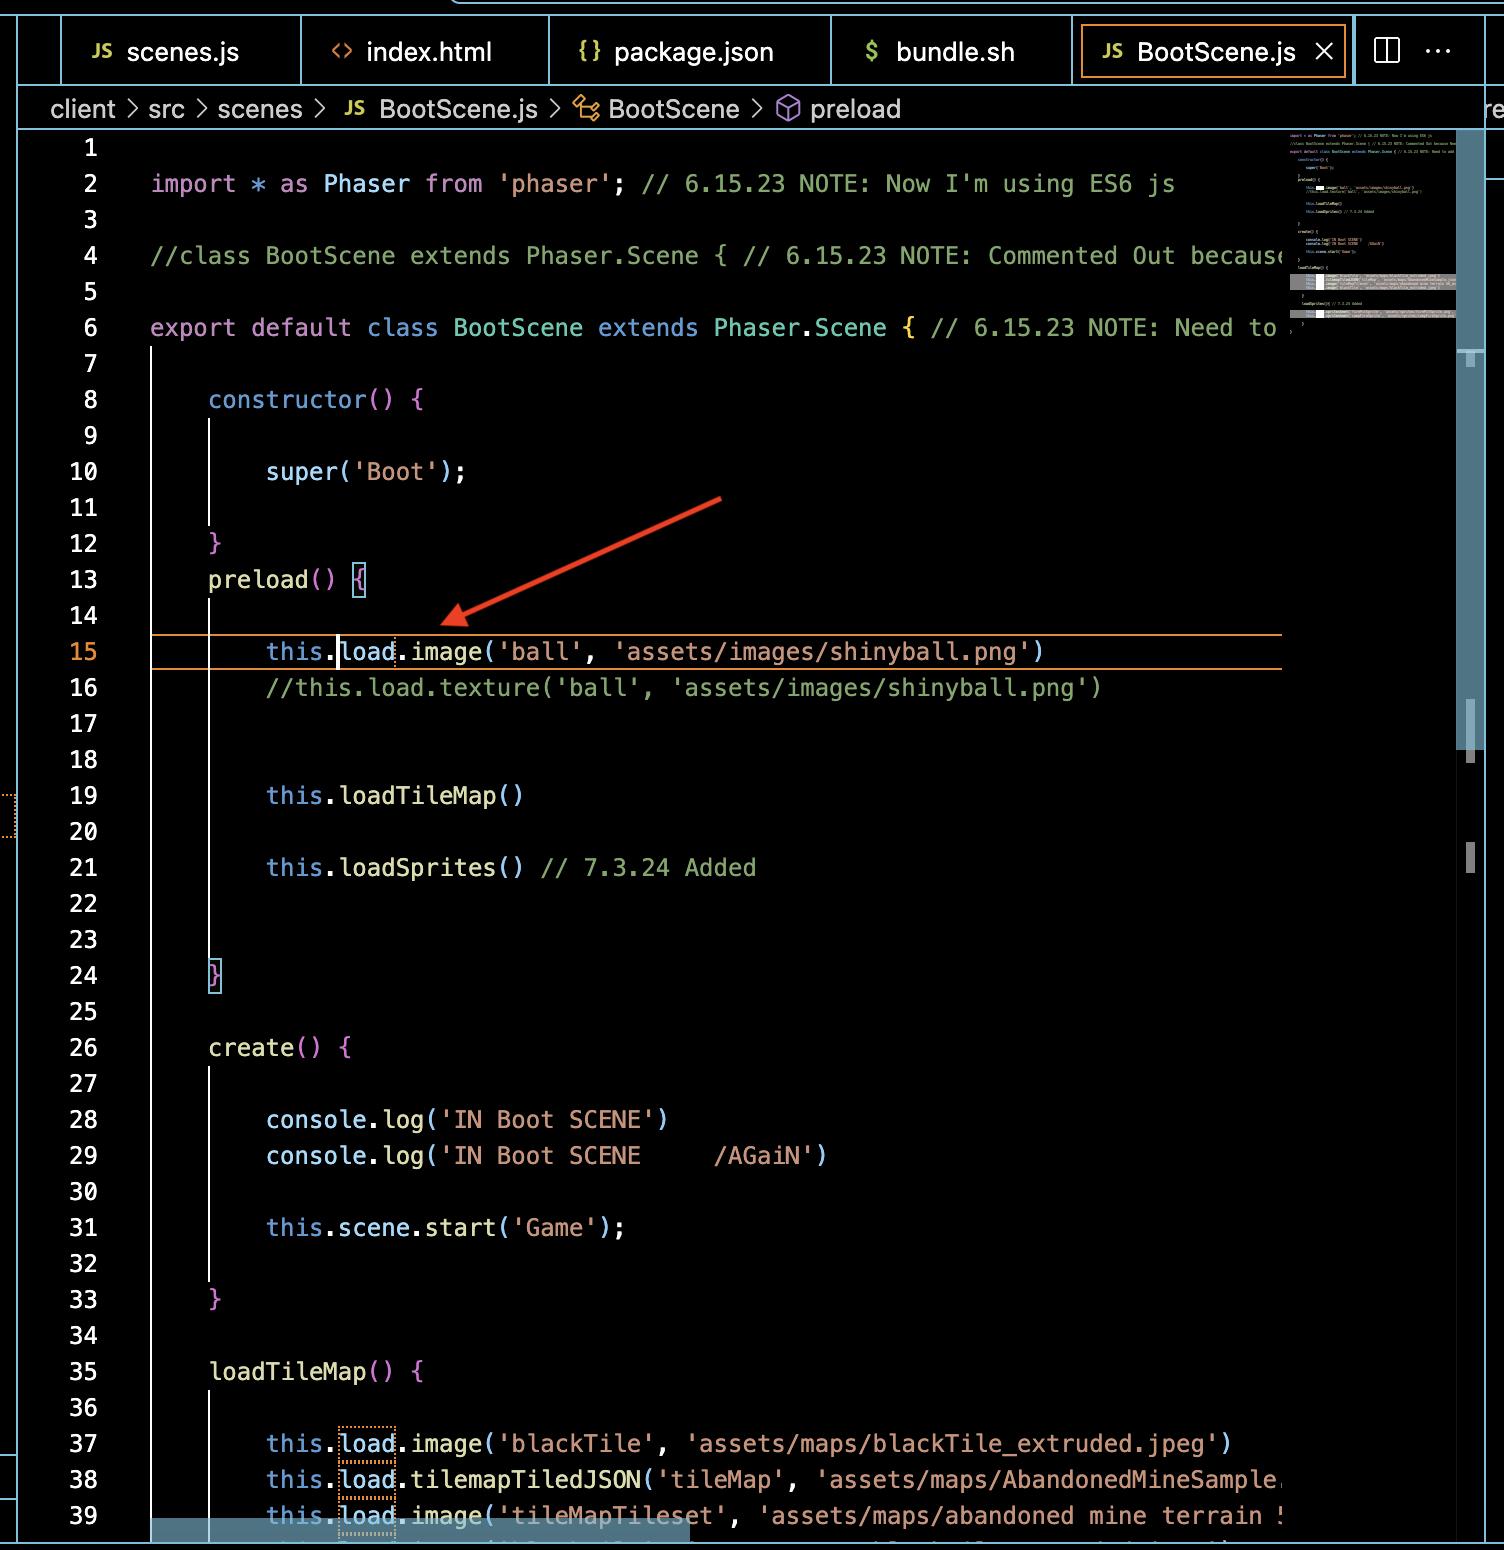 JS scenes.js <> index.html {} package.json $ bundle.sh JS BootScene.js
client > src > scenes > JS BootScene.js > BootScene > preload
1
2 import * as Phaser from 'phaser'; // 6.15.23 NOTE: Now I'm using ES6 js
3
4 //class BootScene extends Phaser.Scene { // 6.15.23 NOTE: Commented Out because
5
6 export default class BootScene extends Phaser.Scene { // 6.15.23 NOTE: Need to
7
8 constructor() {
9
10 super('Boot');
11
12 }
13 preload() {
14
15 this.load.image('ball', 'assets/images/shinyball.png')
16 //this.load.texture('ball', 'assets/images/shinyball.png')
17
18
19 this.loadTileMap()
20
21 this.loadSprites() // 7.3.24 Added
22
23
24 }
25
26 create() {
27
28 console.log('IN Boot SCENE')
29 console.log('IN Boot SCENE     /AGaiN')
30
31 this.scene.start('Game');
32
33 }
34
35 loadTileMap() {
36
37 this.load.image('blackTile', 'assets/maps/blackTile_extruded.jpeg')
38 this.load.tilemapTiledJSON('tileMap', 'assets/maps/AbandonedMineSample.
39 this.load.image('tileMapTileset', 'assets/maps/abandoned mine terrain